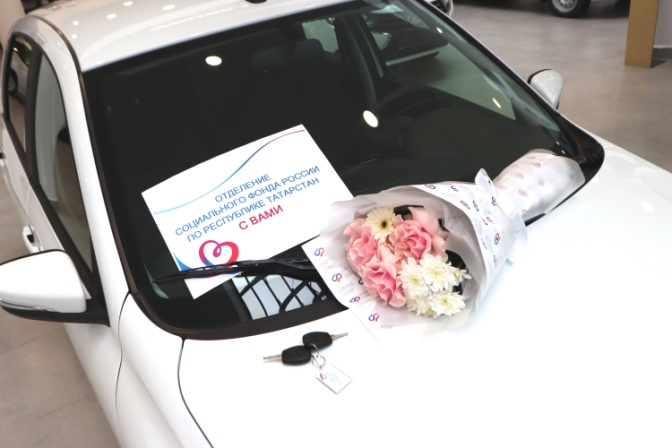 ОТДЕЛЕНИЕ
СОЦИАЛЬНОГО ФОНДА РОССИИ
ПО РЕСПУБЛИКЕ ТАТАРСТАН
С ВАМИ